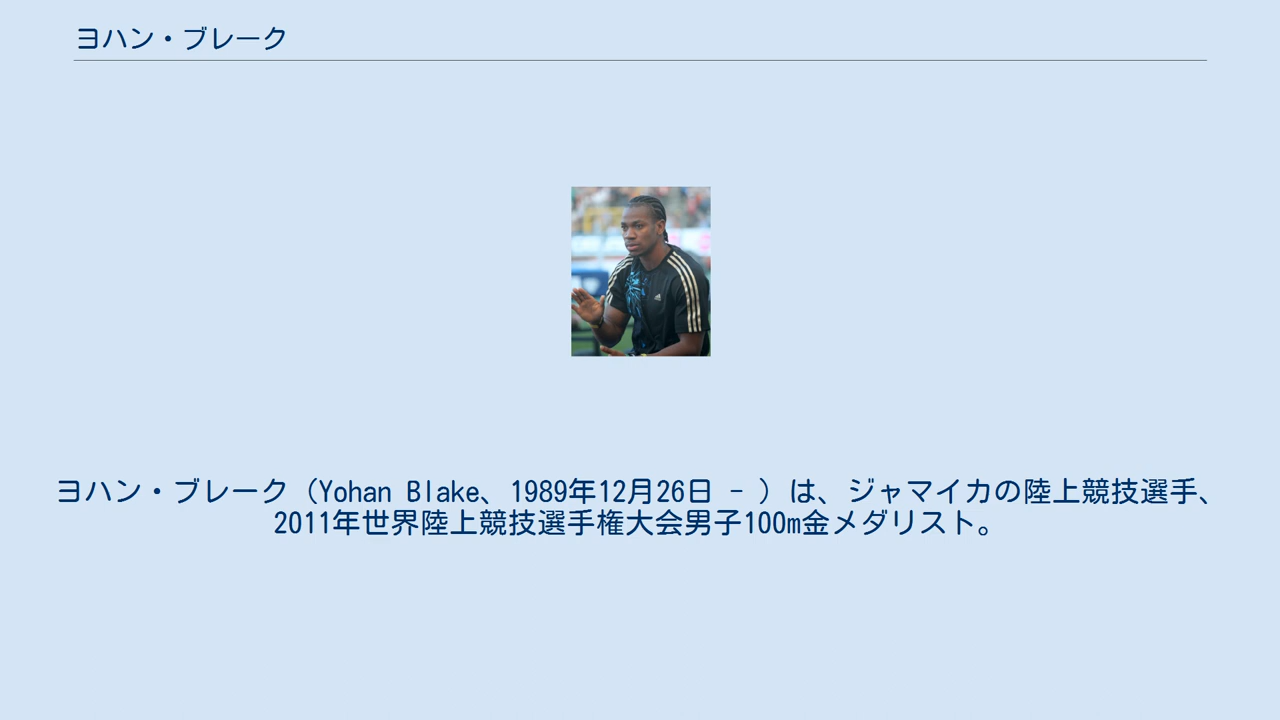 ヨハン・ブレーク
ヨハン・ブレーク（Yohan Blake、1989年12月26日 - ）は、ジャマイカの陸上競技選手、
2011年世界陸上競技選手権大会男子100m金メダリスト。